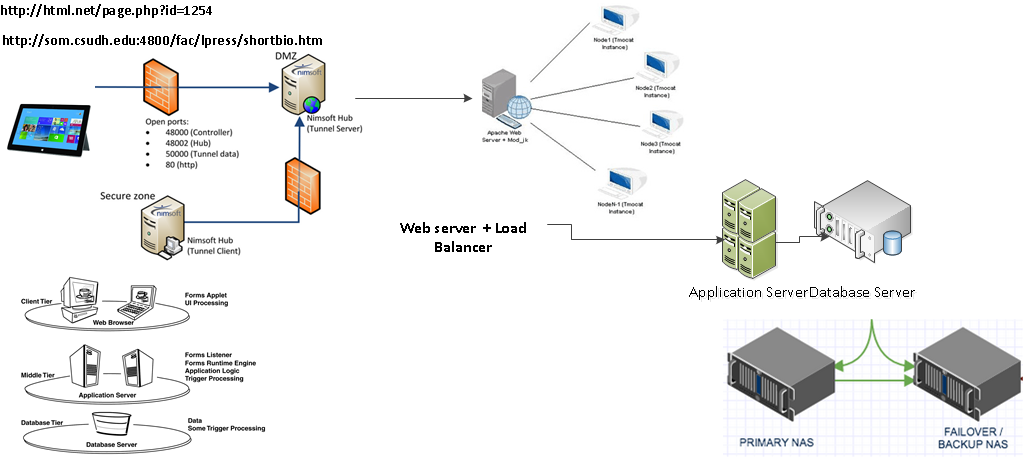 http://html.net/page.php?id=1254
http://som.csudh.edu:4800/fac/lpress/shortbio.htm
DMZ
nimsoft
Nimsoft Hub
(Tunnel Server)
Open ports:
• 48000 (Controller)
• 48002 (Hub)
• 50000 (Tunnel data)
• 80 (http)
Secure zone
nimsoft
Nimsoft Hub
(Tunnel Client)
Apache Web
Server + Mod_jk
Node1 (Tmocat
Instance)
Node2 (Tmocat
Instance)
Node3 (Tmocat
Instance)
NodeN-1 (Tmocat
Instance)
Web server + Load
Balancer
Application ServerDatabase Server
Client Tier
Forms Applet
UI Processing
Web Browser
Middle Tier
Forms Listener
Forms Runtime Engine
Application Logic
Trigger Processing
Application Server
Database Tier
Data
Some Trigger Processing
Database Server
PRIMARY NAS
FAILOVER /
BACKUP NAS